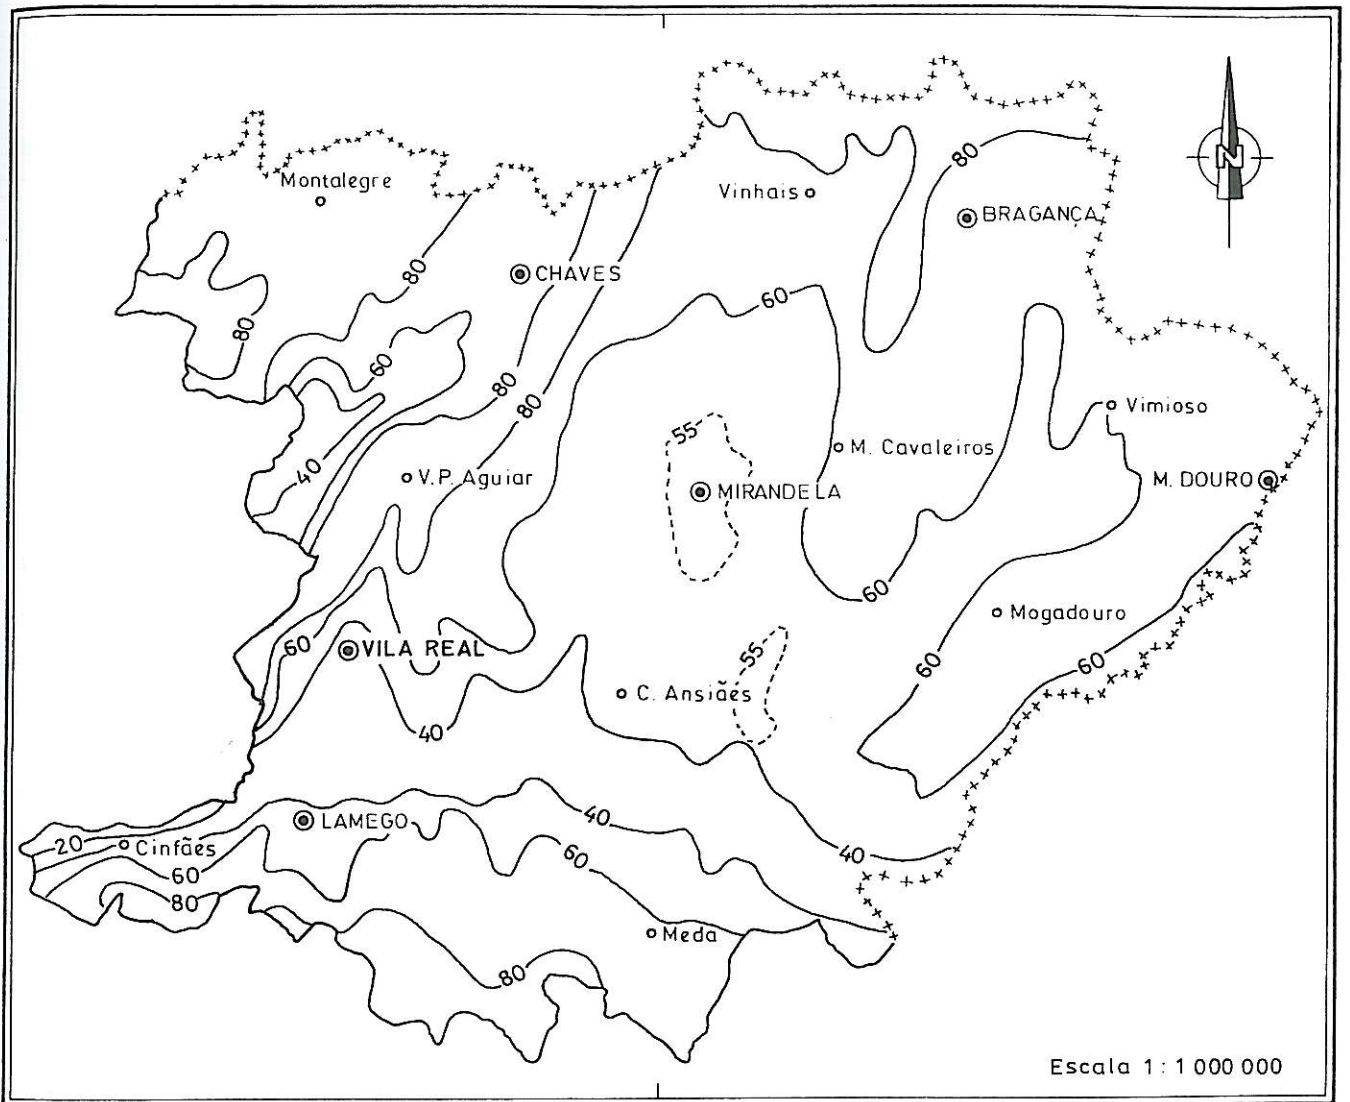 N
80
Montalegre
Vinhais
BRAGANÇA
80
CHAVES
60
80
60
80
80
55
Vimioso
M. Cavaleiros
40
V.P. Aguiar
MIRANDELA
M. DOURO
60
Mogadouro
60
VILA REAL
55
60
60
C. Ansiães
40
LAMEGO
40
20
Cinfães
60
40
60
80
Meda
80
Escala 1 : 1 000 000